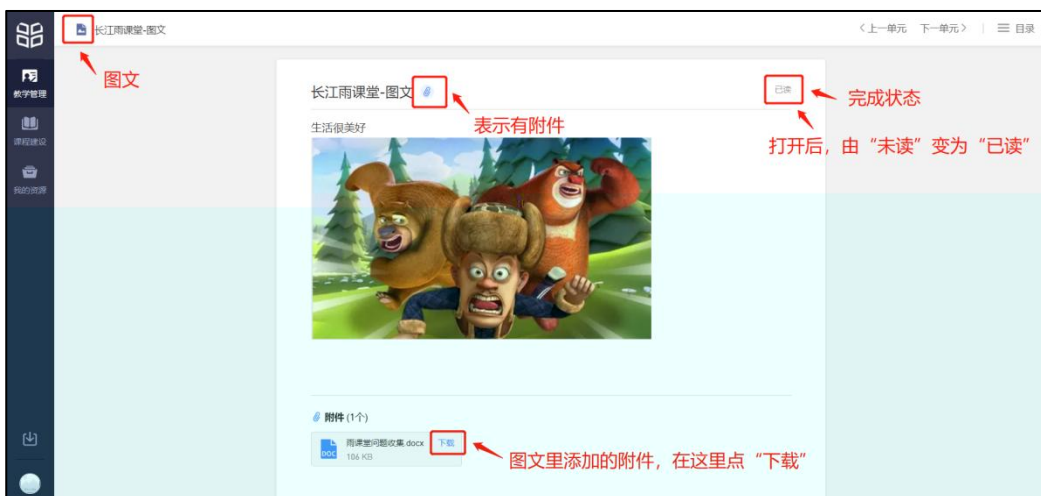 长江雨课堂-图文
〈上一单元 下一单元〉 目录
图文
教学管理
课程建设
我的资源
长江雨课堂-图文
已读
完成状态
表示有附件
打开后，由“未读”变为“已读”
生活很美好
附件 (1个)
雨课堂问题收集.docx 下载
DOC
186 KB
图文里添加的附件，在这里点“下载”